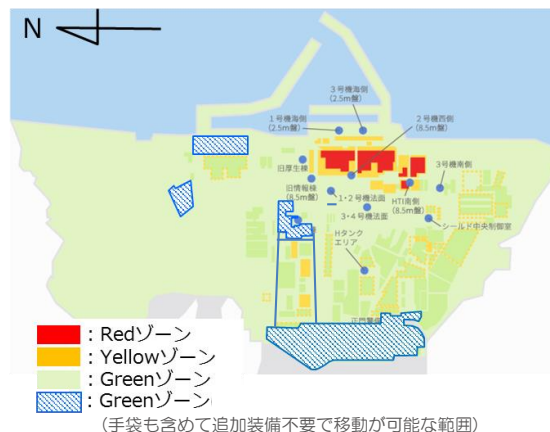 N
3号機海側
(2.5m盤)
1号機海側
(2.5m盤)
2号機西側
(8.5m盤)
旧厚生棟
3号機南側
旧情報棟
(8.5m盤)
1・2号機法面
HTI南側
(8.5m盤)
3・4号機法面
シールド中央制御室
Hタンク
エリア
正門警備
:Redゾーン
:Yellowゾーン
:Greenゾーン
:Greenゾーン
(手袋も含めて追加装備不要で移動が可能な範囲)